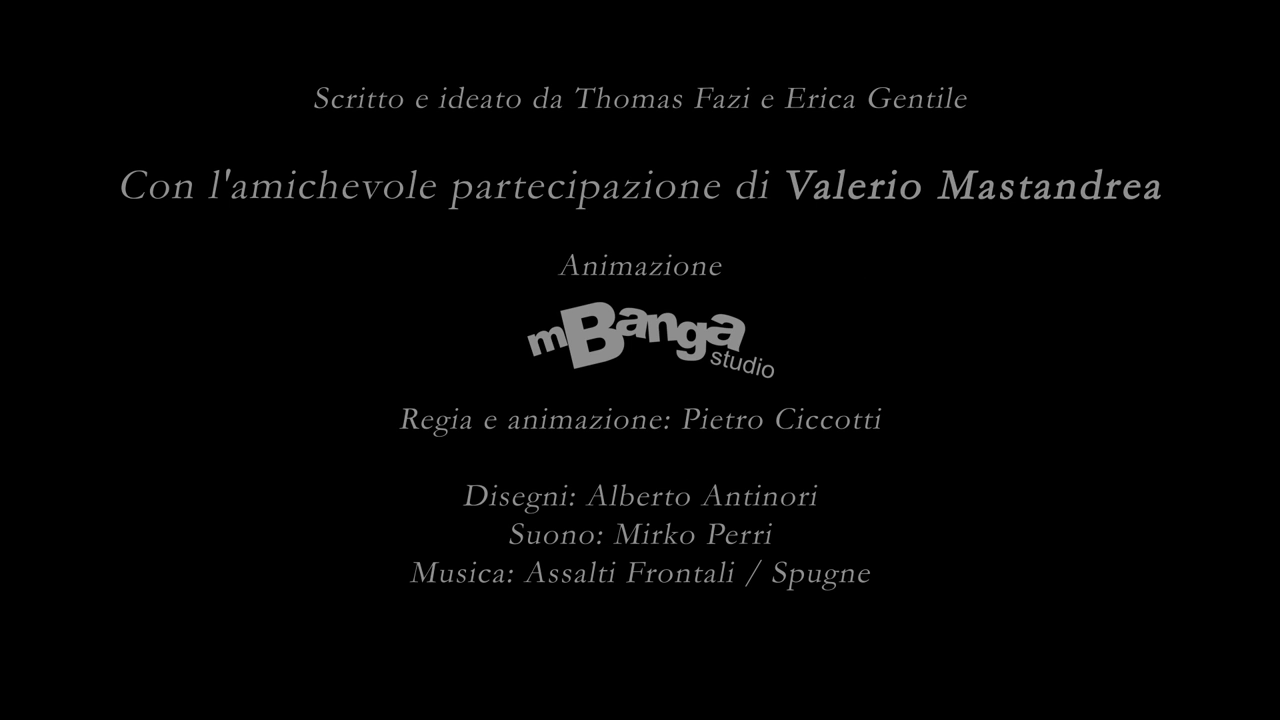 Scritto e ideato da Thomas Fazi e Erica Gentile
Con l'amichevole partecipazione di Valerio Mastandrea
Animazione
mBanga
studio
Regia e animazione: Pietro Ciccotti
Disegni: Alberto Antinori
Suono: Mirko Perri
Musica: Assalti Frontali / Spugne